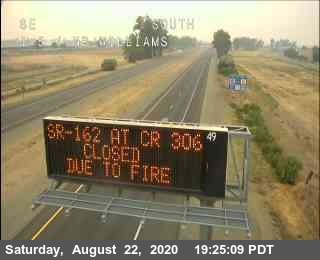 SOUTH
WILLIAMS
SR-162 AT CR 306
49
CLOSED
DUE TO FIRE
Saturday, August 22, 2020 19:25:09 PDT